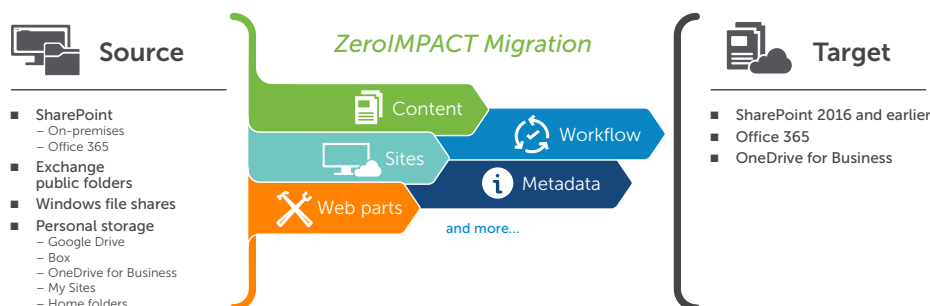 Source
■ SharePoint
– On-premises
– Office 365
■ Exchange
public folders
■ Windows file shares
■ Personal storage
– Google Drive
– Box
– OneDrive for Business
– My Sites
– Home folders
ZeroIMPACT Migration
Content
Workflow
Sites
Metadata
Web parts
and more...
Target
■ SharePoint 2016 and earlier
■ Office 365
■ OneDrive for Business